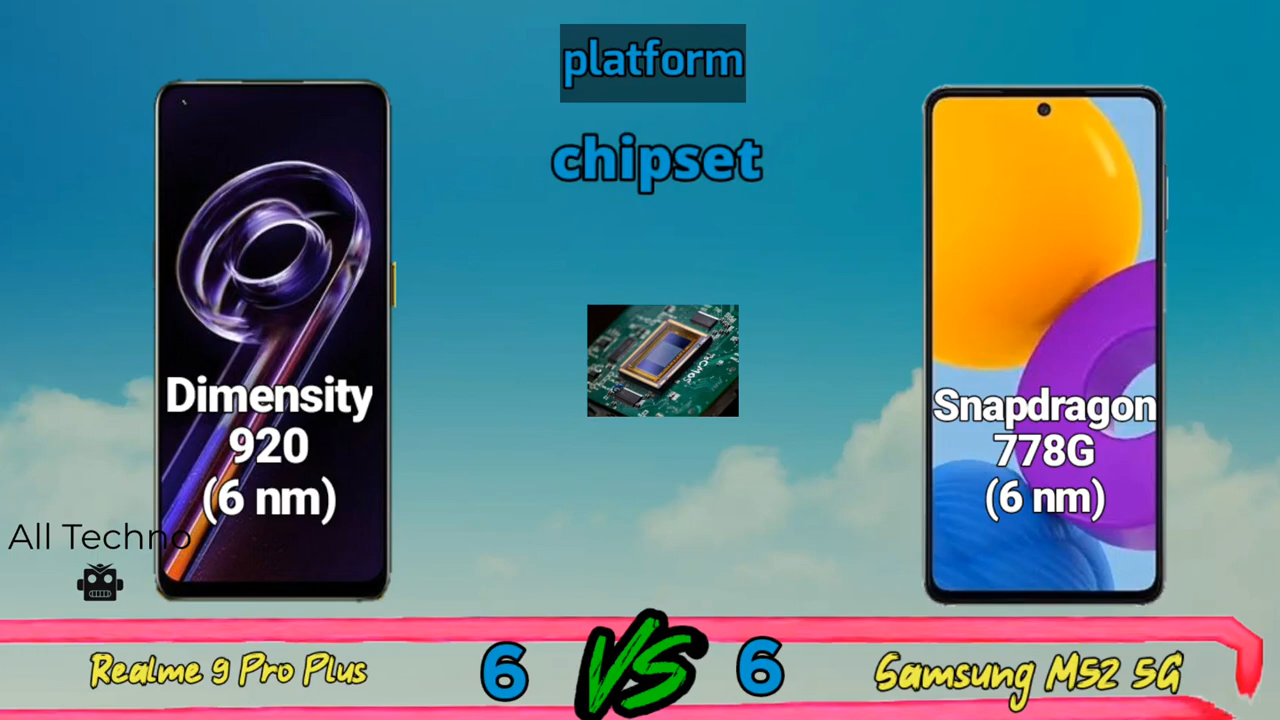 platform
chipset
Dimensity
920
(6 nm)
Snapdragon
778G
(6 nm)
All Techno
Realme 9 Pro Plus
6
VS
6
Samsung M52 5G